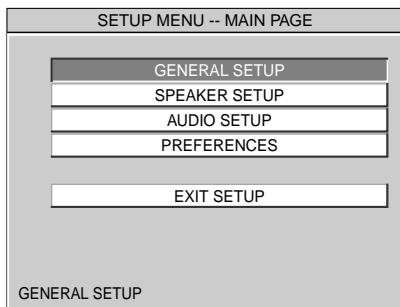 SETUP MENU -- MAIN PAGE
GENERAL SETUP
SPEAKER SETUP
AUDIO SETUP
PREFERENCES
EXIT SETUP
GENERAL SETUP